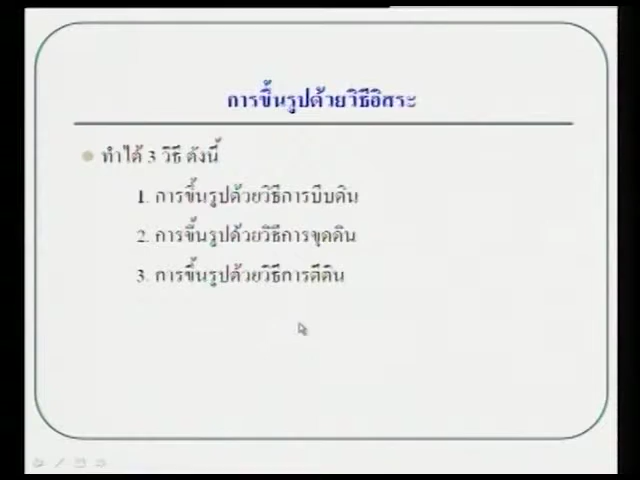 การขึ้นรูปด้วยวิธีอิสระ
ทำได้ 3 วิธี ดังนี้
1. การขึ้นรูปด้วยวิธีการบีบดิน
2. การขึ้นรูปด้วยวิธีการขุดดิน
3. การขึ้นรูปด้วยวิธีการตีดิน